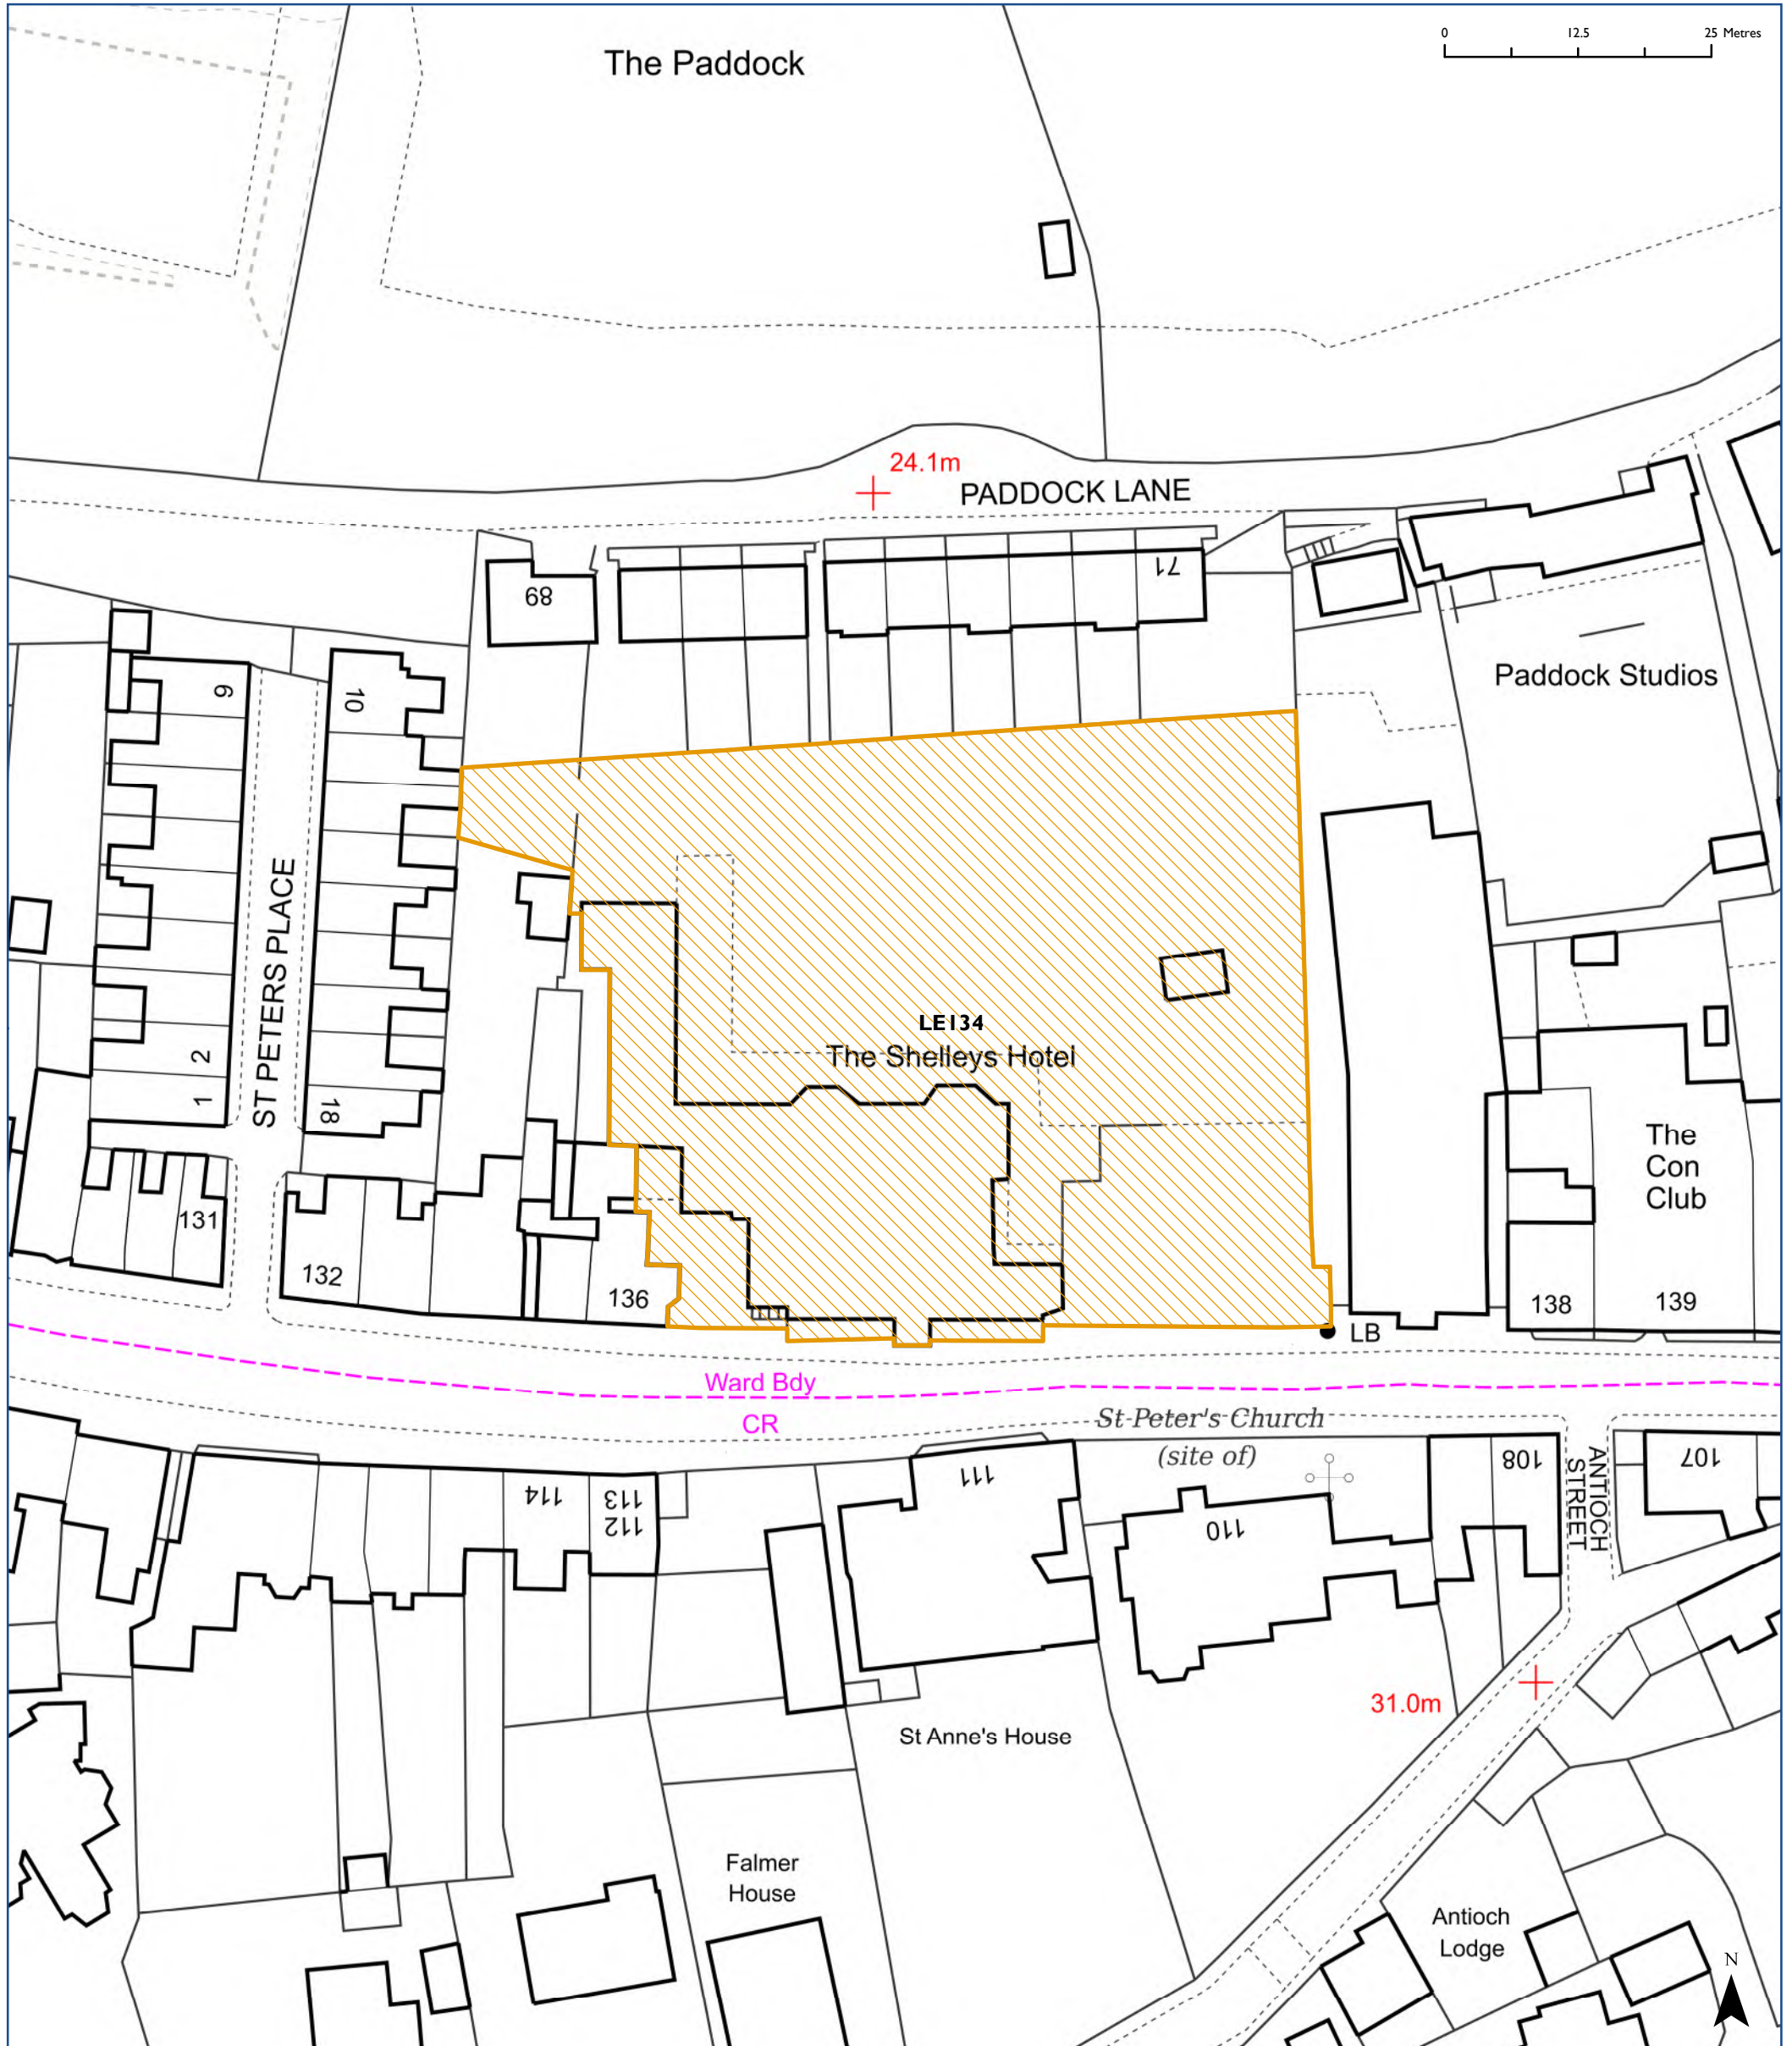 The Paddock
0 12.5 25 Metres
24.1m
PADDOCK LANE
68
71
Paddock Studios
9
10
ST PETERS PLACE
LE134
The Shelleys Hotel
2
1
18
The
Con
Club
131
132
136
138
139
LB
Ward Bdy
CR
St Peter's Church
(site of)
114
113
112
111
110
108
ANTIOCH
STREET
107
31.0m
St Anne's House
Falmer
House
Antioch
Lodge
N